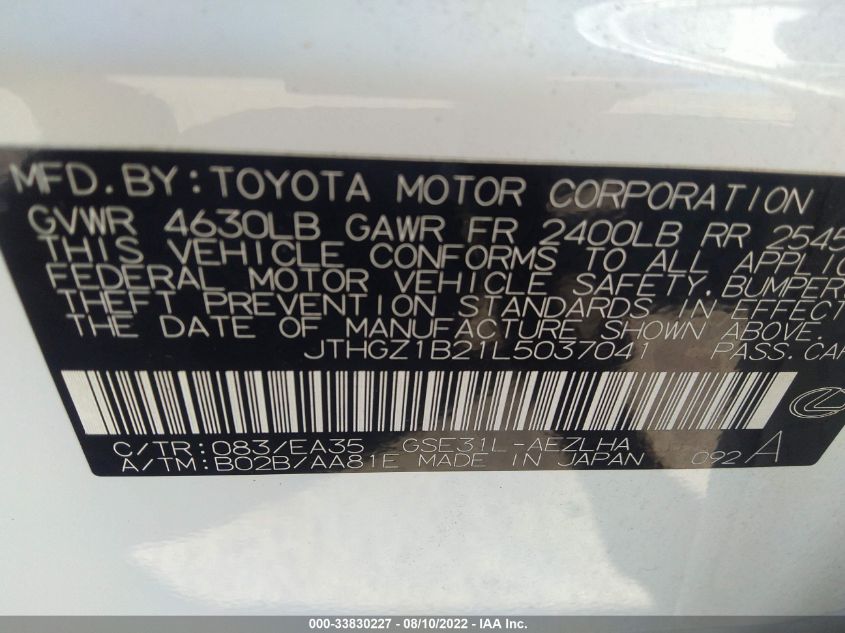 MFD. BY: TOYOTA MOTOR CORPORATION
GVWR 4630LB GAWR FR 2400LB RR 2545
THIS VEHICLE CONFORMS TO ALL APPLIC
FEDERAL MOTOR VEHICLE SAFETY, BUMPER
THEFT PREVENTION STANDARDS IN EFFECT
THE DATE OF MANUFACTURE SHOWN ABOVE.
JTHGZ1B21L5037041 PASS. CAR
C/TR: 083/EA35 GSE31L-AEZLHA
A/TM: B02B/AA81E MADE IN JAPAN 092 A
000-33830227 - 08/10/2022 - IAA Inc.